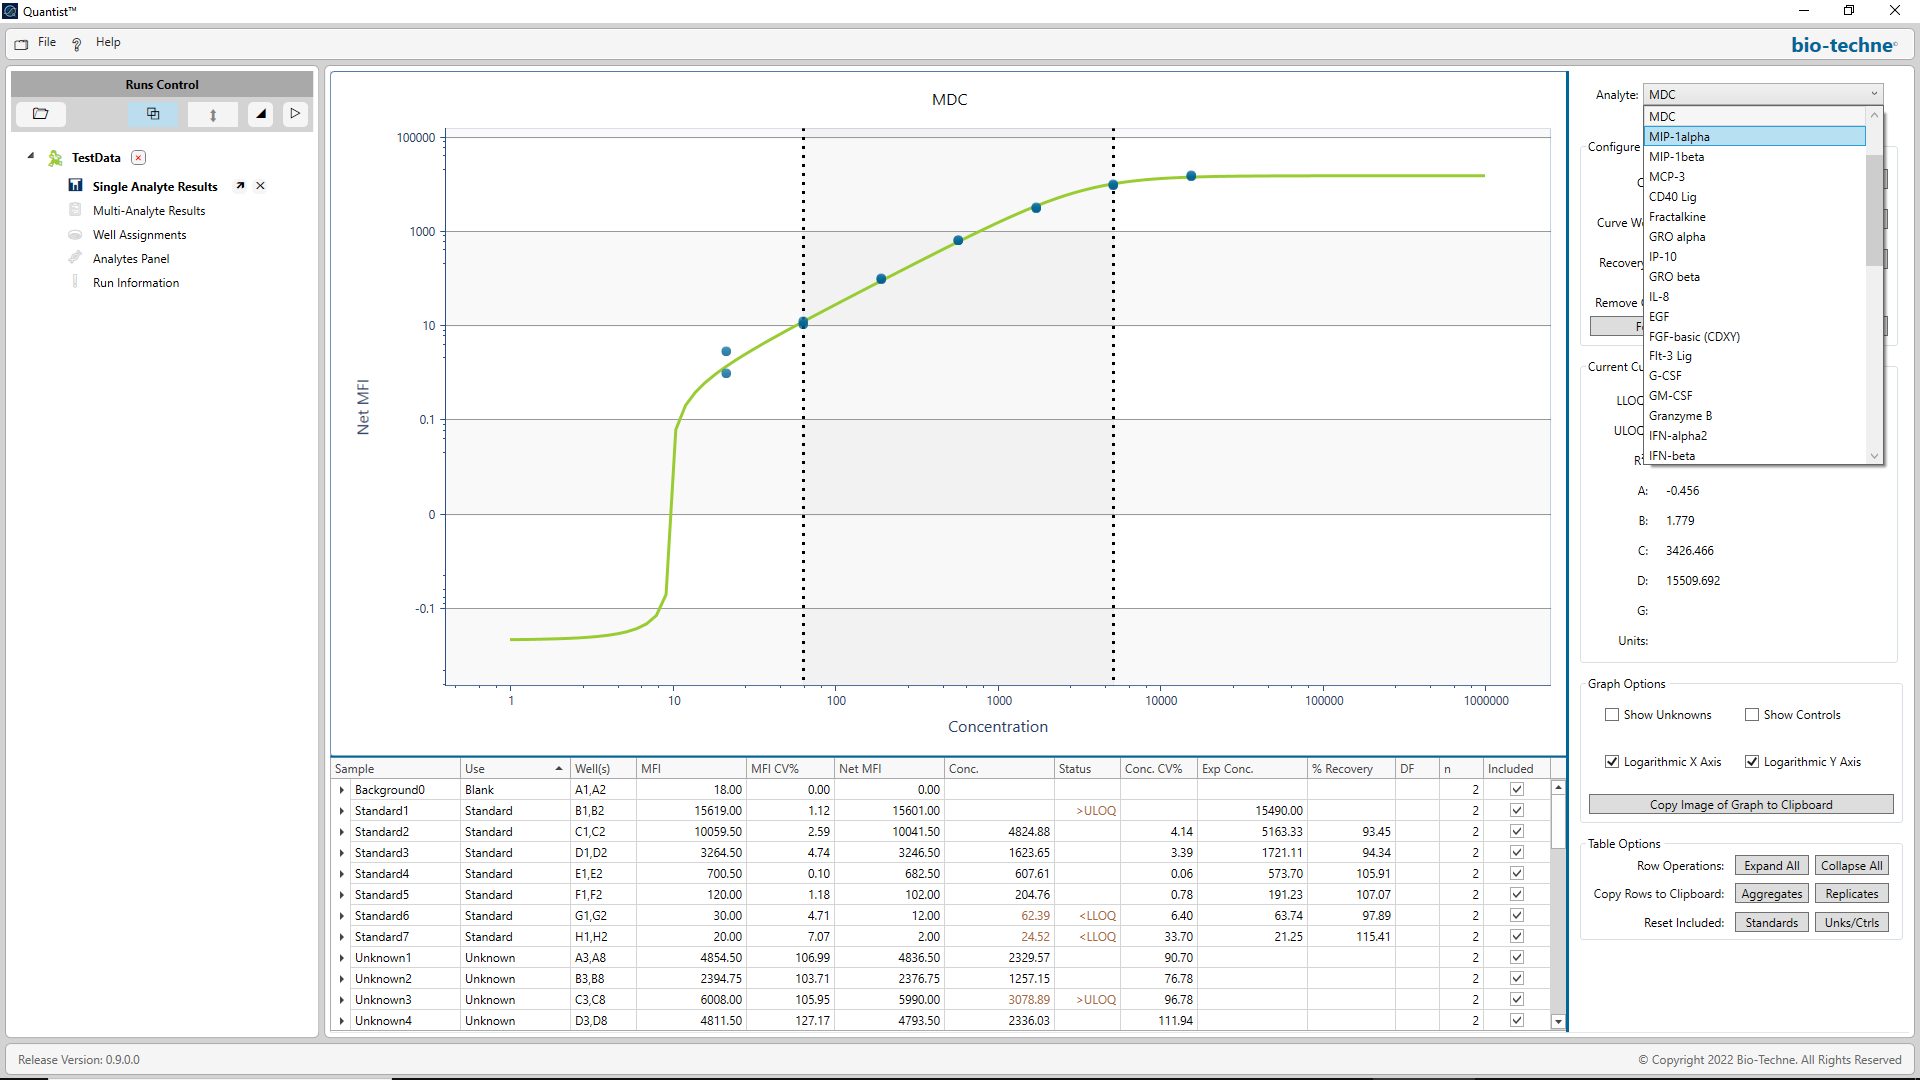 Quantist™
File Help
bio-techne
Runs Control
TestData
Single Analyte Results
Multi-Analyte Results
Well Assignments
Analytes Panel
Run Information
MDC
Net MFI
100000
1000
10
0.1
0
-0.1
1 10 100 1000 10000 100000 1000000
Concentration
Analyte: MDC
MDC
MIP-1alpha
MIP-1beta
MCP-3
CD40 Lig
Fractalkine
GRO alpha
IP-10
GRO beta
IL-8
EGF
FGF-basic (CDXY)
Flt-3 Lig
G-CSF
GM-CSF
Granzyme B
IFN-alpha2
IFN-beta
Configure
Curve
Recovery
Remove
Current
LLOQ
ULOQ
A: -0.456
B: 1.779
C: 3426.466
D: 15509.692
G:
Units:
Graph Options
Show Unknowns Show Controls
Logarithmic X Axis Logarithmic Y Axis
Copy Image of Graph to Clipboard
Table Options
Row Operations: Expand All Collapse All
Copy Rows to Clipboard: Aggregates Replicates
Reset Included: Standards Unks/Ctrls
Sample Use Well(s) MFI MFI CV% Net MFI Conc. Status Conc. CV% Exp Conc. % Recovery DF n Included
Background0 Blank A1,A2 18.00 0.00 0.00 2
Standard1 Standard B1,B2 15619.00 1.12 15601.00 >ULOQ 15490.00 2
Standard2 Standard C1,C2 10059.50 2.59 10041.50 4824.88 4.14 5163.33 93.45 2
Standard3 Standard D1,D2 3264.50 4.74 3246.50 1623.65 3.39 1721.11 94.34 2
Standard4 Standard E1,E2 700.50 0.10 682.50 607.61 0.06 573.70 105.91 2
Standard5 Standard F1,F2 120.00 1.18 102.00 204.76 0.78 191.23 107.07 2
Standard6 Standard G1,G2 30.00 4.71 12.00 62.39 <LLOQ 6.40 63.74 97.89 2
Standard7 Standard H1,H2 20.00 7.07 2.00 24.52 <LLOQ 33.70 21.25 115.41 2
Unknown1 Unknown A3,A8 4854.50 106.99 4836.50 2329.57 90.70 2
Unknown2 Unknown B3,B8 2394.75 103.71 2376.75 1257.15 76.78 2
Unknown3 Unknown C3,C8 6008.00 105.95 5990.00 3078.89 >ULOQ 96.78 2
Unknown4 Unknown D3,D8 4811.50 127.17 4793.50 2336.03 111.94 2
Release Version: 0.9.0.0
© Copyright 2022 Bio-Techne. All Rights Reserved